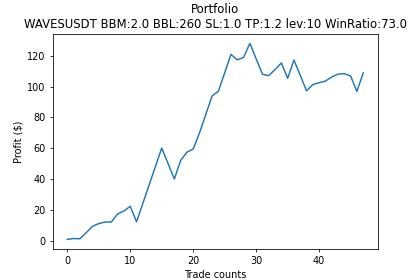 Portfolio
WAVESUSDT BBM:2.0 BBL:260 SL:1.0 TP:1.2 lev:10 WinRatio:73.0
120
100
80
60
40
20
0
Profit ($)
0 10 20 30 40
Trade counts